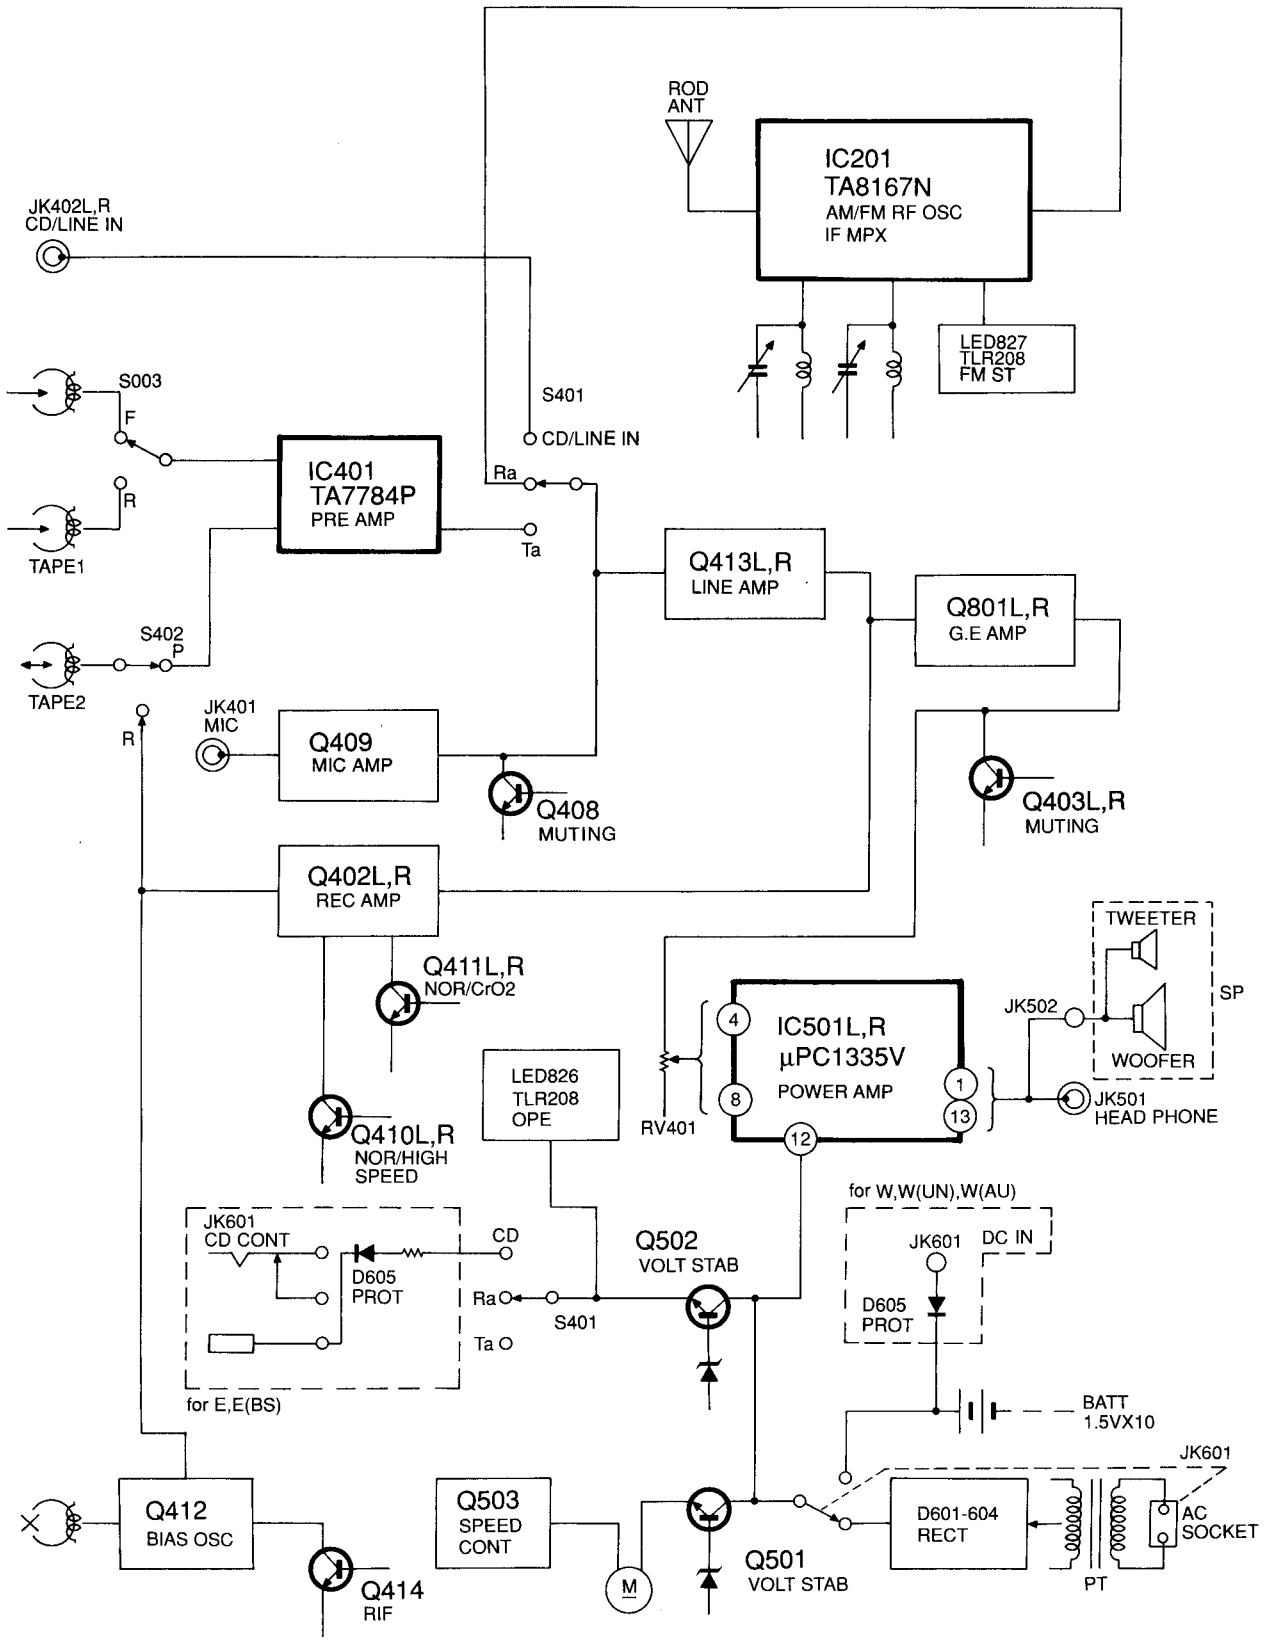 ROD
ANT
IC201
TA8167N
AM/FM RF OSC
IF MPX
JK402L,R
CD/LINE IN
LED827
TLR208
FM ST
S003
F
R
TAPE1
S401
CD/LINE IN
Ra
Ta
IC401
TA7784P
PRE AMP
Q413L,R
LINE AMP
Q801L,R
G.E AMP
S402
P
TAPE2
R
JK401
MIC
Q409
MIC AMP
Q408
MUTING
Q403L,R
MUTING
Q402L,R
REC AMP
Q411L,R
NOR/CrO2
Q410L,R
NOR/HIGH
SPEED
TWEETER
SP
WOOFER
JK502
IC501L,R
µPC1335V
POWER AMP
4
8
1
13
12
JK501
HEAD PHONE
RV401
LED826
TLR208
OPE
for W,W(UN),W(AU)
JK601
DC IN
D605
PROT
JK601
CD CONT
D605
PROT
for E,E(BS)
CD
Ra
Ta
S401
Q502
VOLT STAB
BATT
1.5VX10
JK601
Q412
BIAS OSC
Q414
RIF
Q503
SPEED
CONT
M
Q501
VOLT STAB
D601-604
RECT
PT
AC
SOCKET